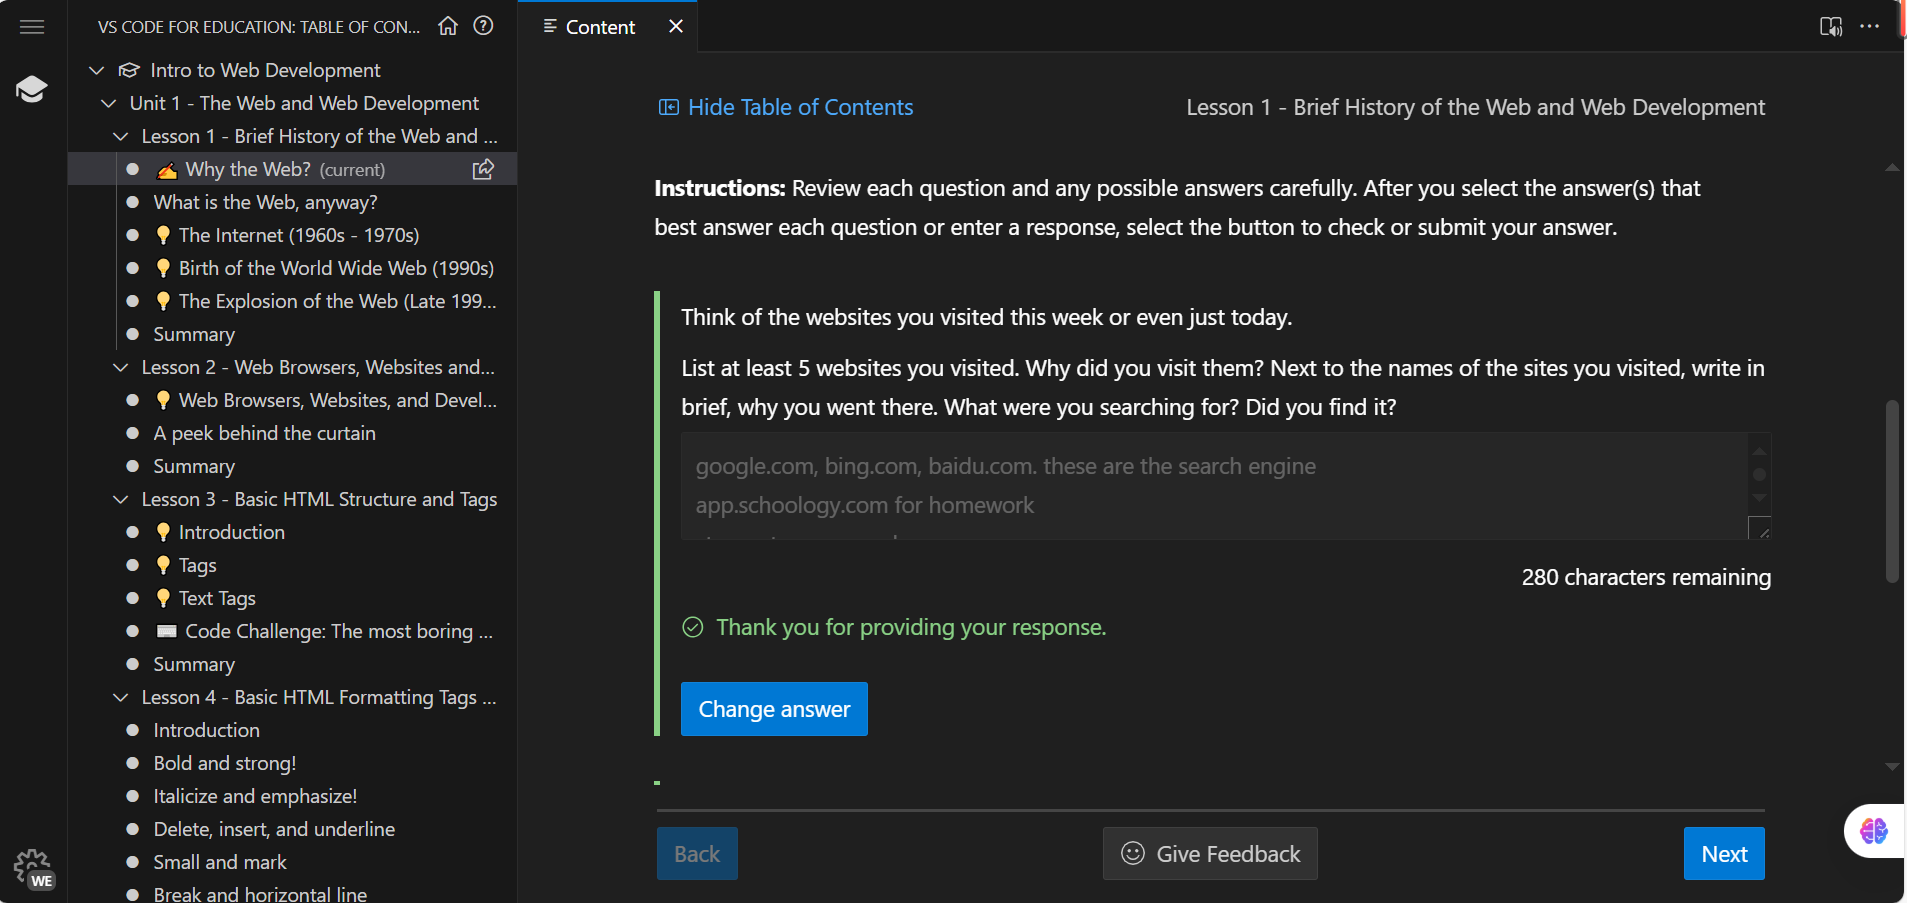 VS CODE FOR EDUCATION: TABLE OF CON...
Intro to Web Development
Unit 1 - The Web and Web Development
Lesson 1 - Brief History of the Web and ...
Why the Web? (current)
What is the Web, anyway?
The Internet (1960s - 1970s)
Birth of the World Wide Web (1990s)
The Explosion of the Web (Late 199...
Summary
Lesson 2 - Web Browsers, Websites and...
Web Browsers, Websites, and Devel...
A peek behind the curtain
Summary
Lesson 3 - Basic HTML Structure and Tags
Introduction
Tags
Text Tags
Code Challenge: The most boring ...
Summary
Lesson 4 - Basic HTML Formatting Tags ...
Introduction
Bold and strong!
Italicize and emphasize!
Delete, insert, and underline
Small and mark
Break and horizontal line
WE
Content
Hide Table of Contents
Lesson 1 - Brief History of the Web and Web Development
Instructions: Review each question and any possible answers carefully. After you select the answer(s) that
best answer each question or enter a response, select the button to check or submit your answer.
Think of the websites you visited this week or even just today.
List at least 5 websites you visited. Why did you visit them? Next to the names of the sites you visited, write in
brief, why you went there. What were you searching for? Did you find it?
google.com, bing.com, baidu.com. these are the search engine
app.schoology.com for homework
280 characters remaining
Thank you for providing your response.
Change answer
Back
Give Feedback
Next